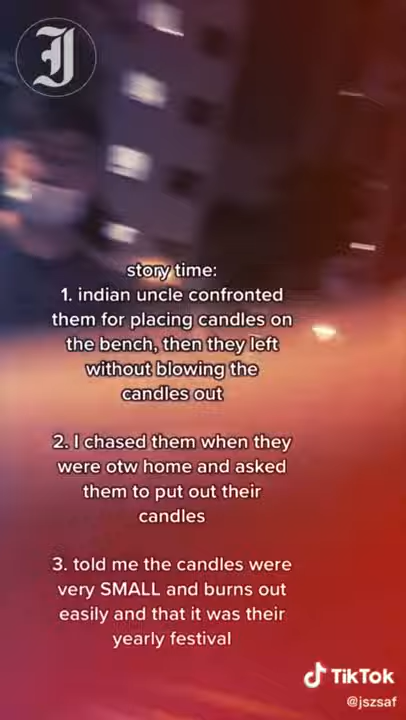 J
story time:
1. indian uncle confronted
them for placing candles on
the bench, then they left
without blowing the
candles out
2. I chased them when they
were otw home and asked
them to put out their
candles
3. told me the candles were
very SMALL and burns out
easily and that it was their
yearly festival
TikTok
@jszsaf